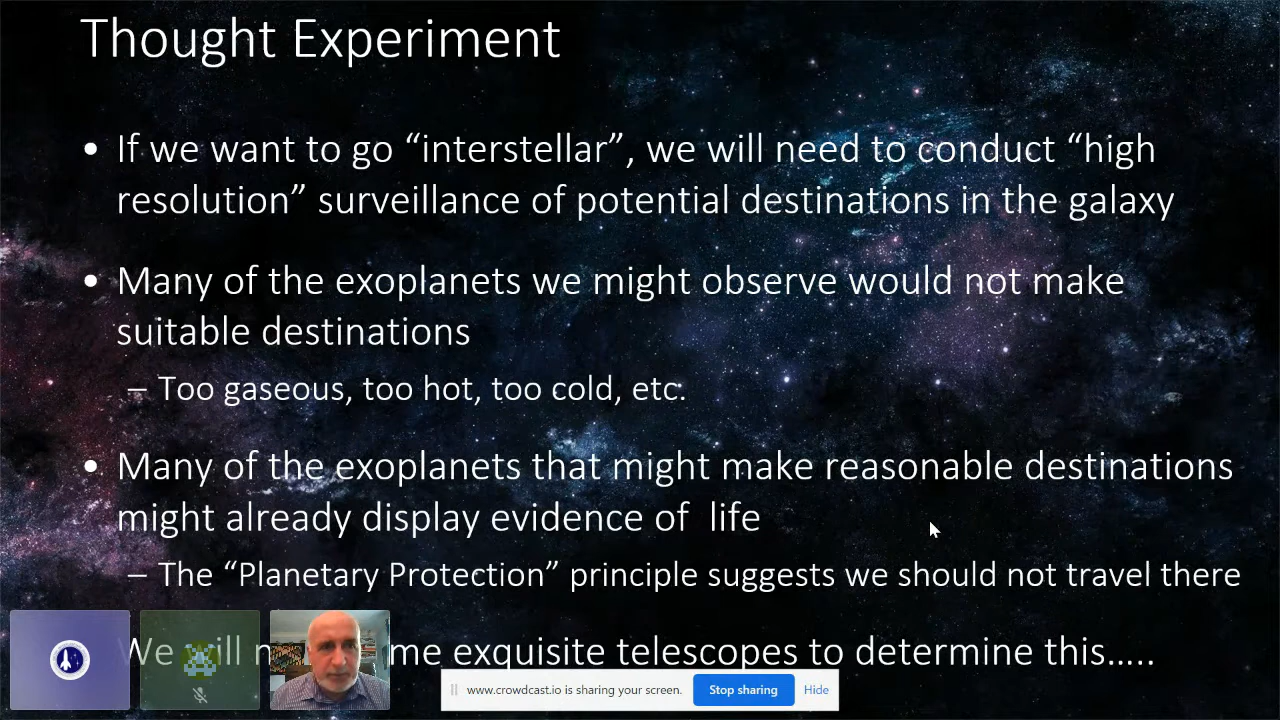 Thought Experiment
• If we want to go “interstellar”, we will need to conduct “high
resolution” surveillance of potential destinations in the galaxy
• Many of the exoplanets we might observe would not make
suitable destinations
– Too gaseous, too hot, too cold, etc.
• Many of the exoplanets that might make reasonable destinations
might already display evidence of life
– The “Planetary Protection” principle suggests we should not travel there
We will me exquisite telescopes to determine this.....
www.crowdcast.io is sharing your screen.
Stop sharing
Hide